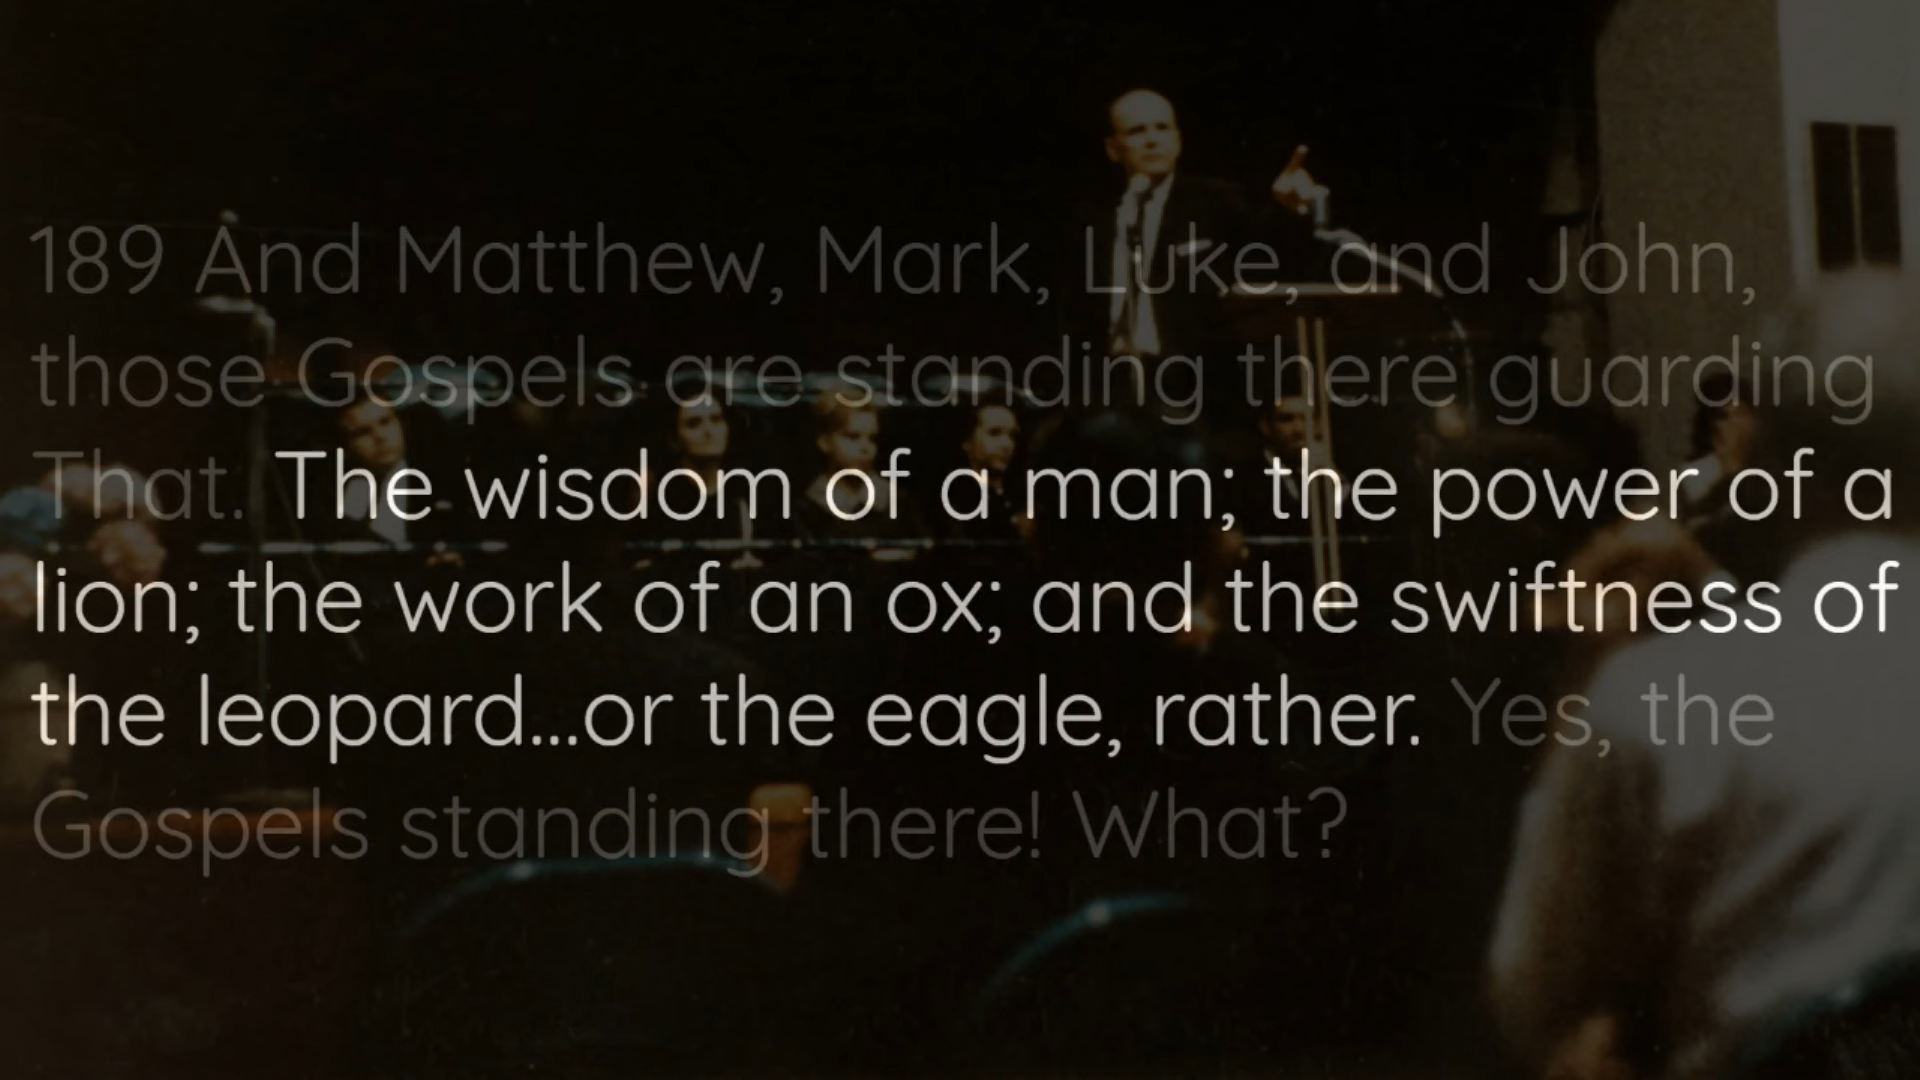 189 And Matthew, Mark, Luke, and John,
those Gospels are standing there guarding
That. The wisdom of a man; the power of a
lion; the work of an ox; and the swiftness of
the leopard...or the eagle, rather. Yes, the
Gospels standing there! What?